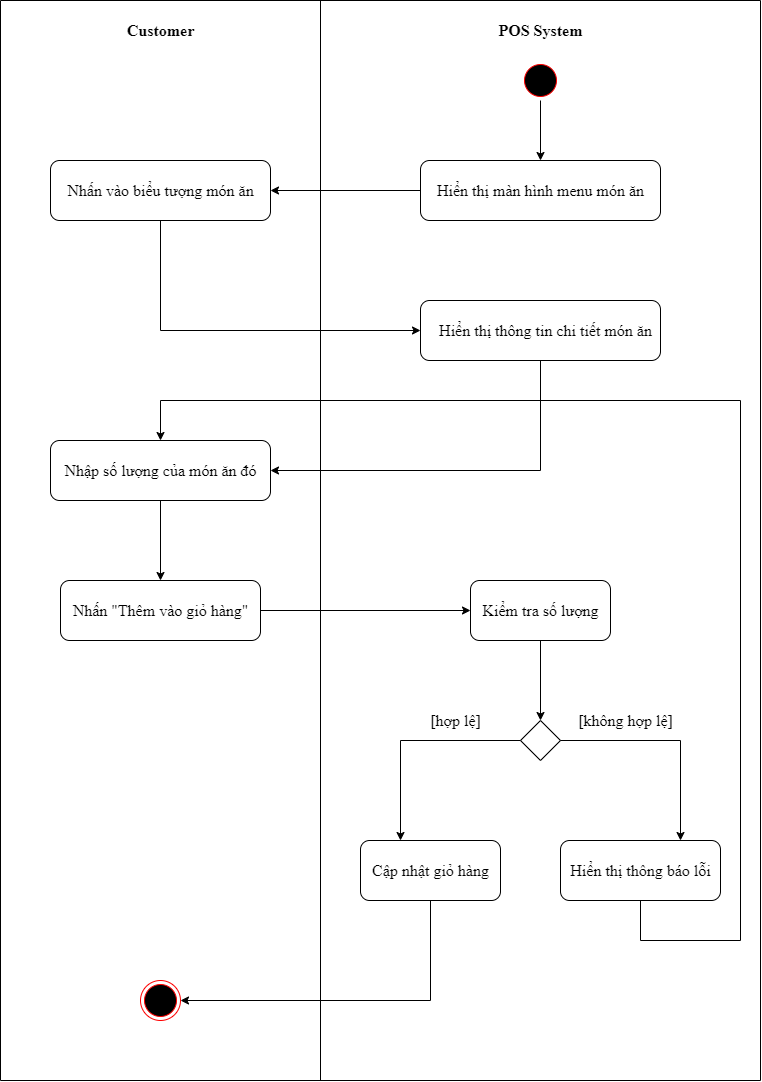 Customer
POS System
Nhấn vào biểu tượng món ăn
Hiển thị màn hình menu món ăn
Hiển thị thông tin chi tiết món ăn
Nhập số lượng của món ăn đó
Nhấn "Thêm vào giỏ hàng"
Kiểm tra số lượng
[hợp lệ]
[không hợp lệ]
Cập nhật giỏ hàng
Hiển thị thông báo lỗi